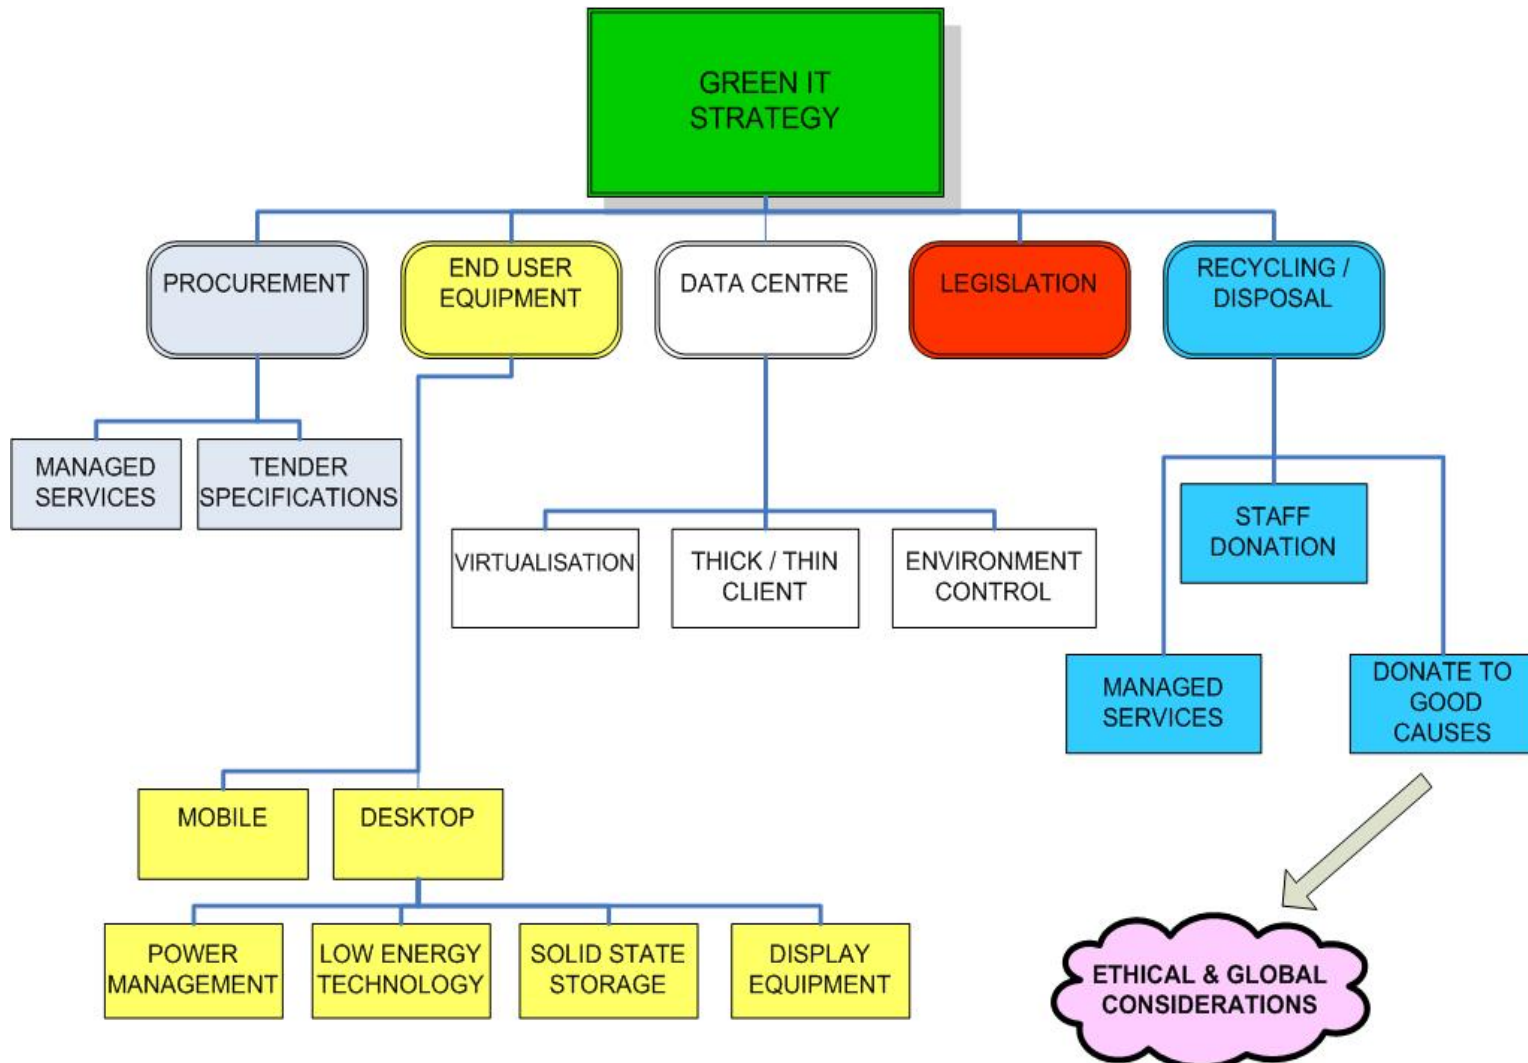 GREEN IT
STRATEGY
PROCUREMENT
END USER
EQUIPMENT
DATA CENTRE
LEGISLATION
RECYCLING /
DISPOSAL
MANAGED
SERVICES
TENDER
SPECIFICATIONS
VIRTUALISATION
THICK / THIN
CLIENT
ENVIRONMENT
CONTROL
STAFF
DONATION
MANAGED
SERVICES
DONATE TO
GOOD
CAUSES
MOBILE
DESKTOP
POWER
MANAGEMENT
LOW ENERGY
TECHNOLOGY
SOLID STATE
STORAGE
DISPLAY
EQUIPMENT
ETHICAL & GLOBAL
CONSIDERATIONS